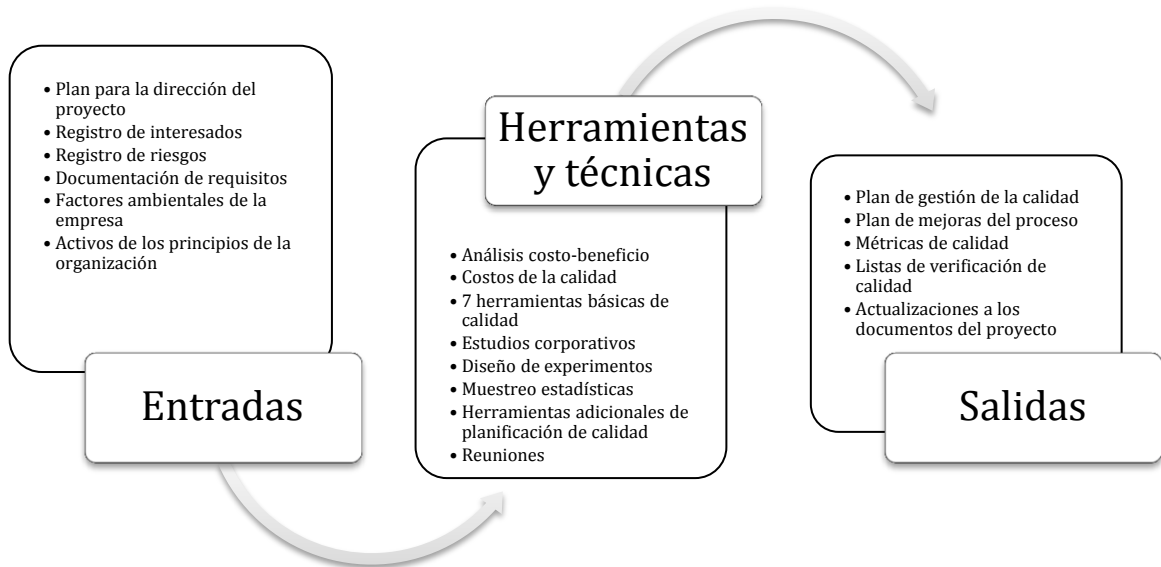 • Plan para la dirección del
proyecto
• Registro de interesados
• Registro de riesgos
• Documentación de requisitos
• Factores ambientales de la
empresa
• Activos de los principios de la
organización
Entradas
Herramientas
y técnicas
• Análisis costo-beneficio
• Costos de la calidad
• 7 herramientas básicas de
calidad
• Estudios corporativos
• Diseño de experimentos
• Muestreo estadísticas
• Herramientas adicionales de
planificación de calidad
• Reuniones
• Plan de gestión de la calidad
• Plan de mejoras del proceso
• Métricas de calidad
• Listas de verificación de
calidad
• Actualizaciones a los
documentos del proyecto
Salidas